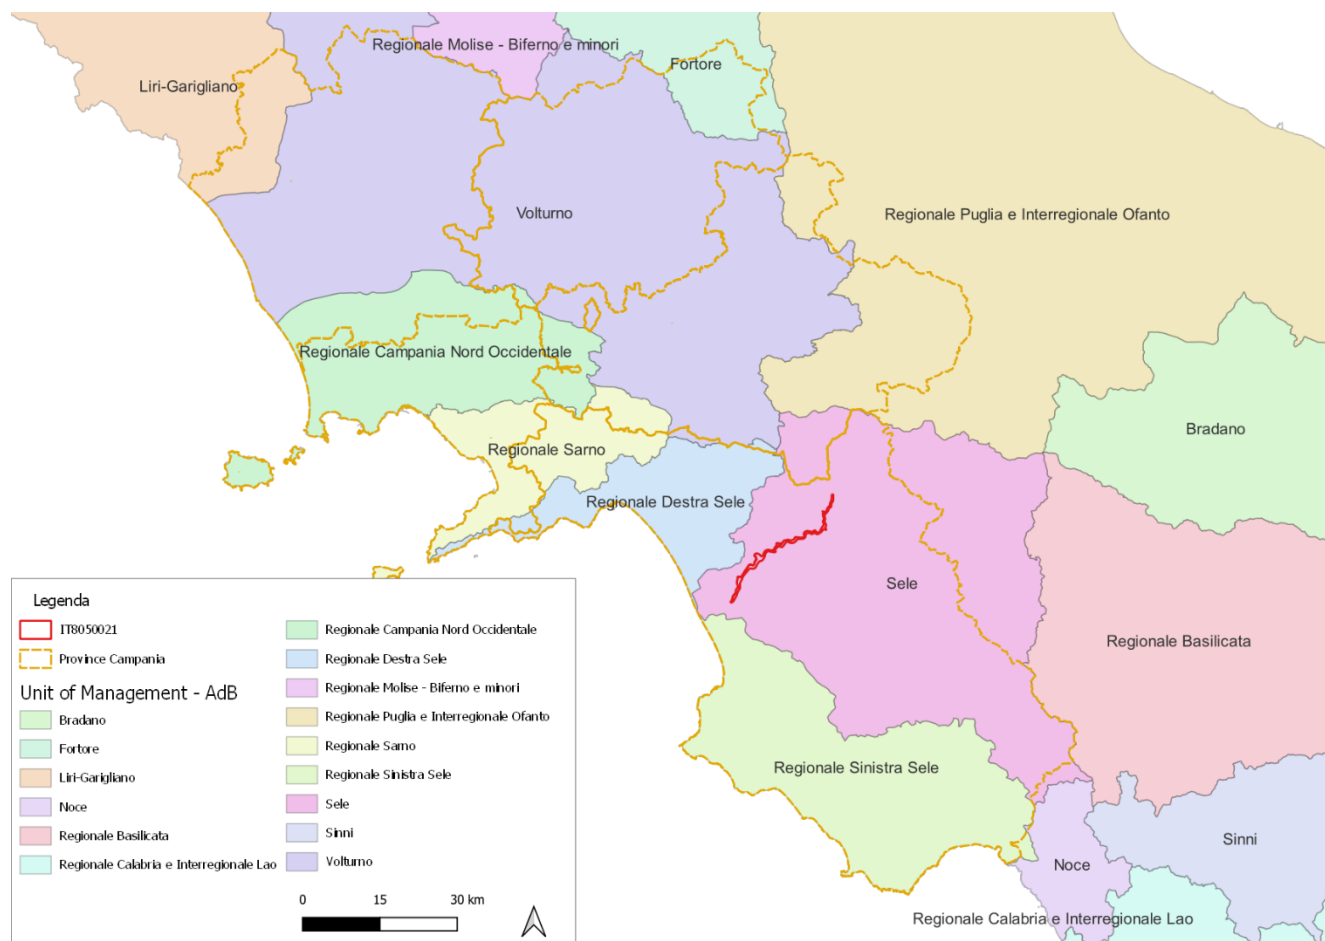 Regionale Molise - Biferno e minori
Fortore
Liri-Garigliano
Volturno
Regionale Puglia e Interregionale Ofanto
Regionale Campania Nord Occidentale
Bradano
Regionale Sarno
Regionale Destra Sele
Sele
Regionale Basilicata
Regionale Sinistra Sele
Sinni
Noce
Regionale Calabria e Interregionale Lao
Legenda
IT8050021
Province Campania
Unit of Management - AdB
Bradano
Fortore
Liri-Garigliano
Noce
Regionale Basilicata
Regionale Calabria e Interregionale Lao
Regionale Campania Nord Occidentale
Regionale Destra Sele
Regionale Molise - Biferno e minori
Regionale Puglia e Interregionale Ofanto
Regionale Sarno
Regionale Sinistra Sele
Sele
Sinni
Volturno
0 15 30 km